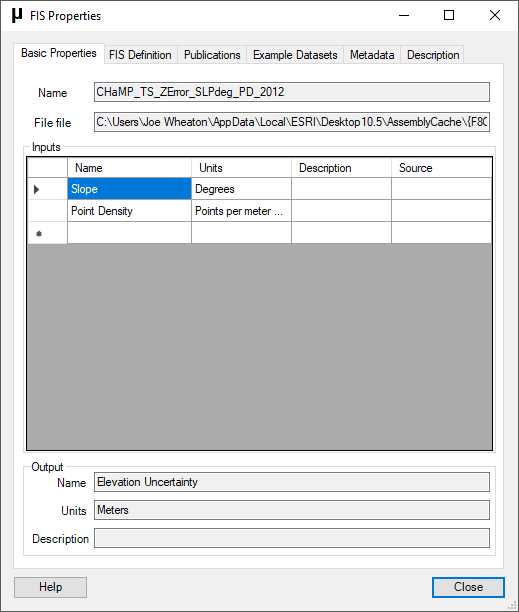 μ FIS Properties
Basic Properties FIS Definition Publications Example Datasets Metadata Description
Name CHaMP_TS_ZError_SLPdeg_PD_2012
File file C:\Users\Joe Wheaton\AppData\Local\ESRI\Desktop10.5\AssemblyCache\{F8C
Inputs
Name Units Description Source
Slope Degrees
Point Density Points per meter ...
Output
Name Elevation Uncertainty
Units Meters
Description
Help Close